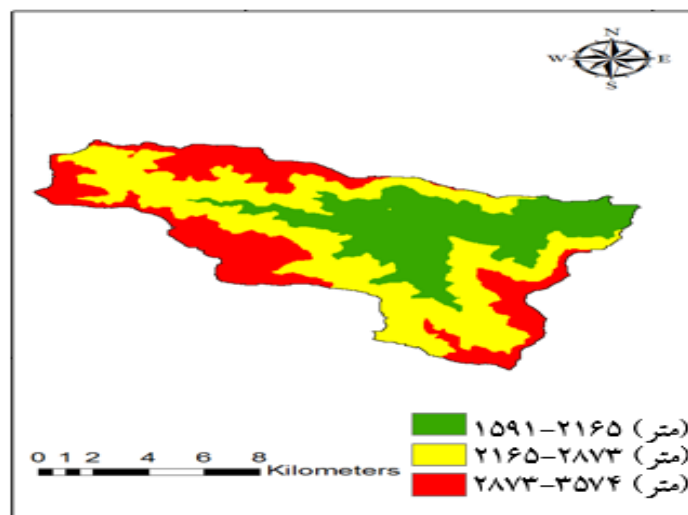 N
W E
S
۱۵۹۱-۲۱۶۵ (متر)
۲۱۶۵-۲۸۷۳ (متر)
۲۸۷۳-۳۵۷۴ (متر)
0 1 2 4 6 8
Kilometers